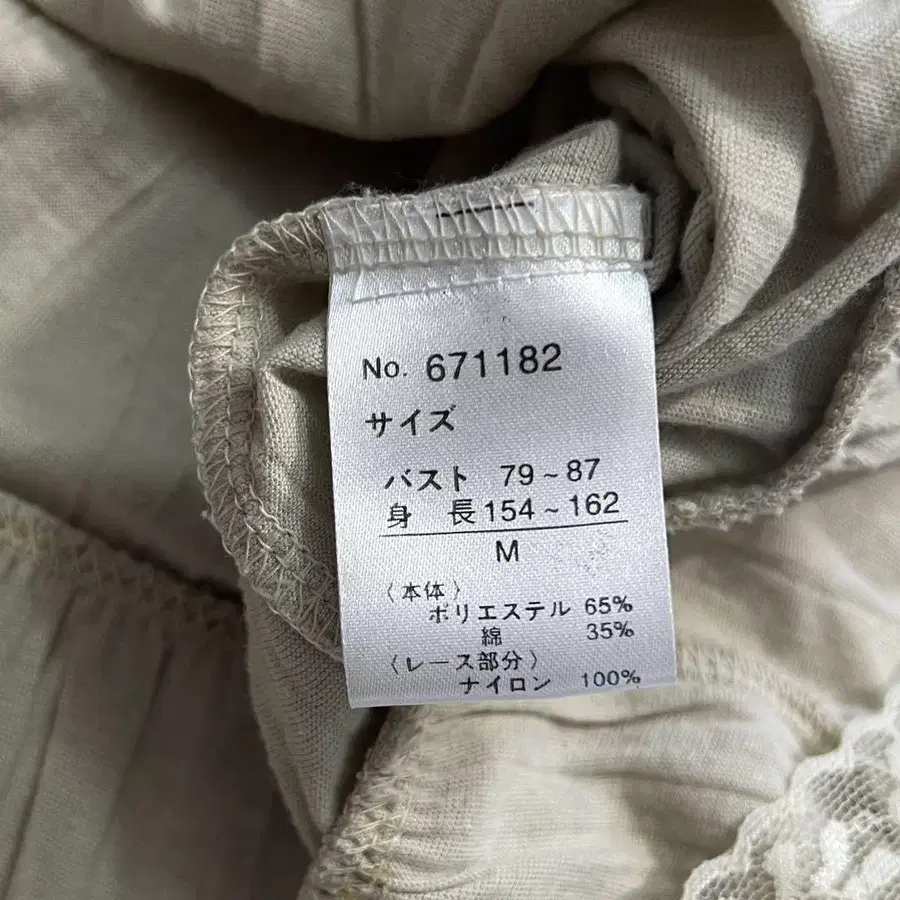 No. 671182
サイズ
バスト 79~87
身 長 154~162
M
〈本体〉
ポリエステル 65%
綿 35%
〈レース部分〉
ナイロン 100%